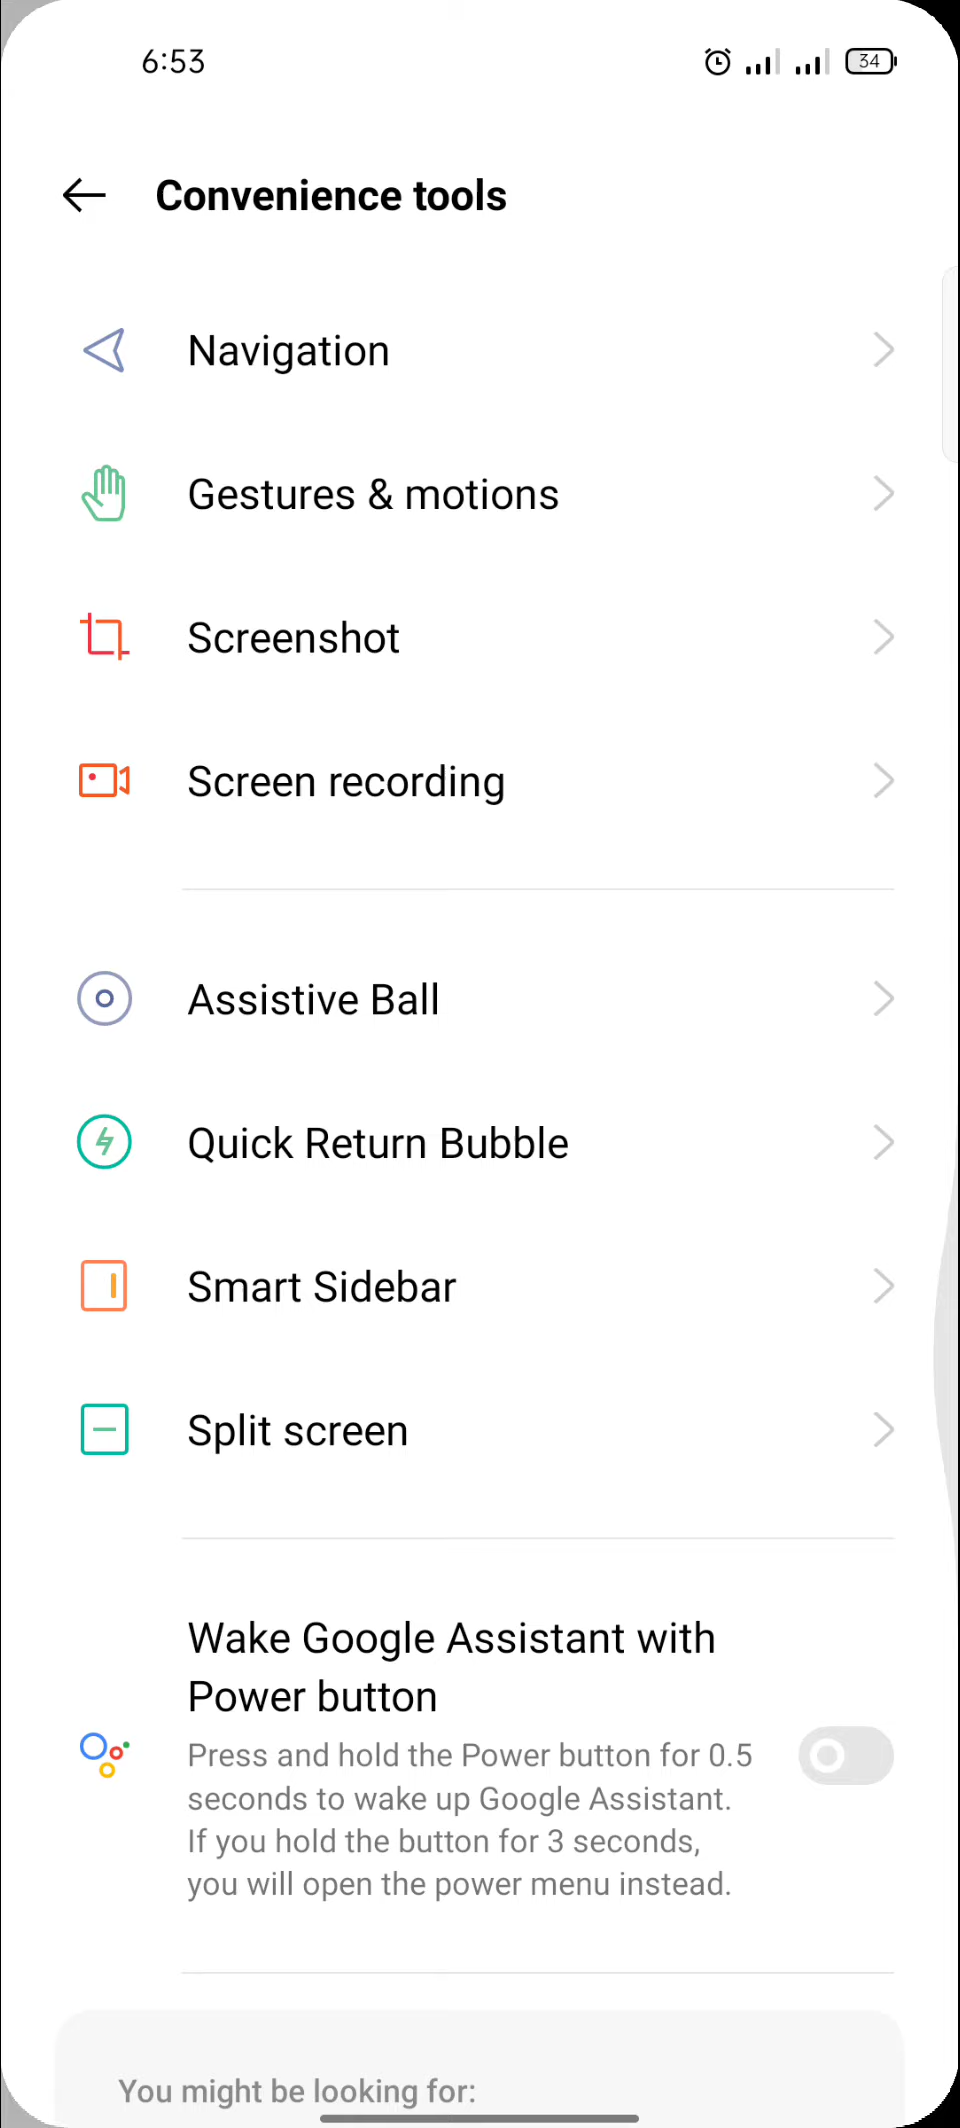 6:53
34
Convenience tools
Navigation
Gestures & motions
Screenshot
Screen recording
Assistive Ball
Quick Return Bubble
Smart Sidebar
Split screen
Wake Google Assistant with
Power button
Press and hold the Power button for 0.5
seconds to wake up Google Assistant.
If you hold the button for 3 seconds,
you will open the power menu instead.
You might be looking for: